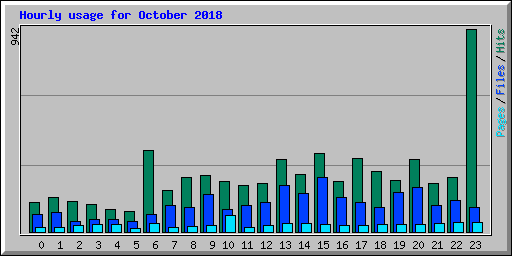 Hourly usage for October 2018
942
Pages / Files / Hits
0 1 2 3 4 5 6 7 8 9 10 11 12 13 14 15 16 17 18 19 20 21 22 23